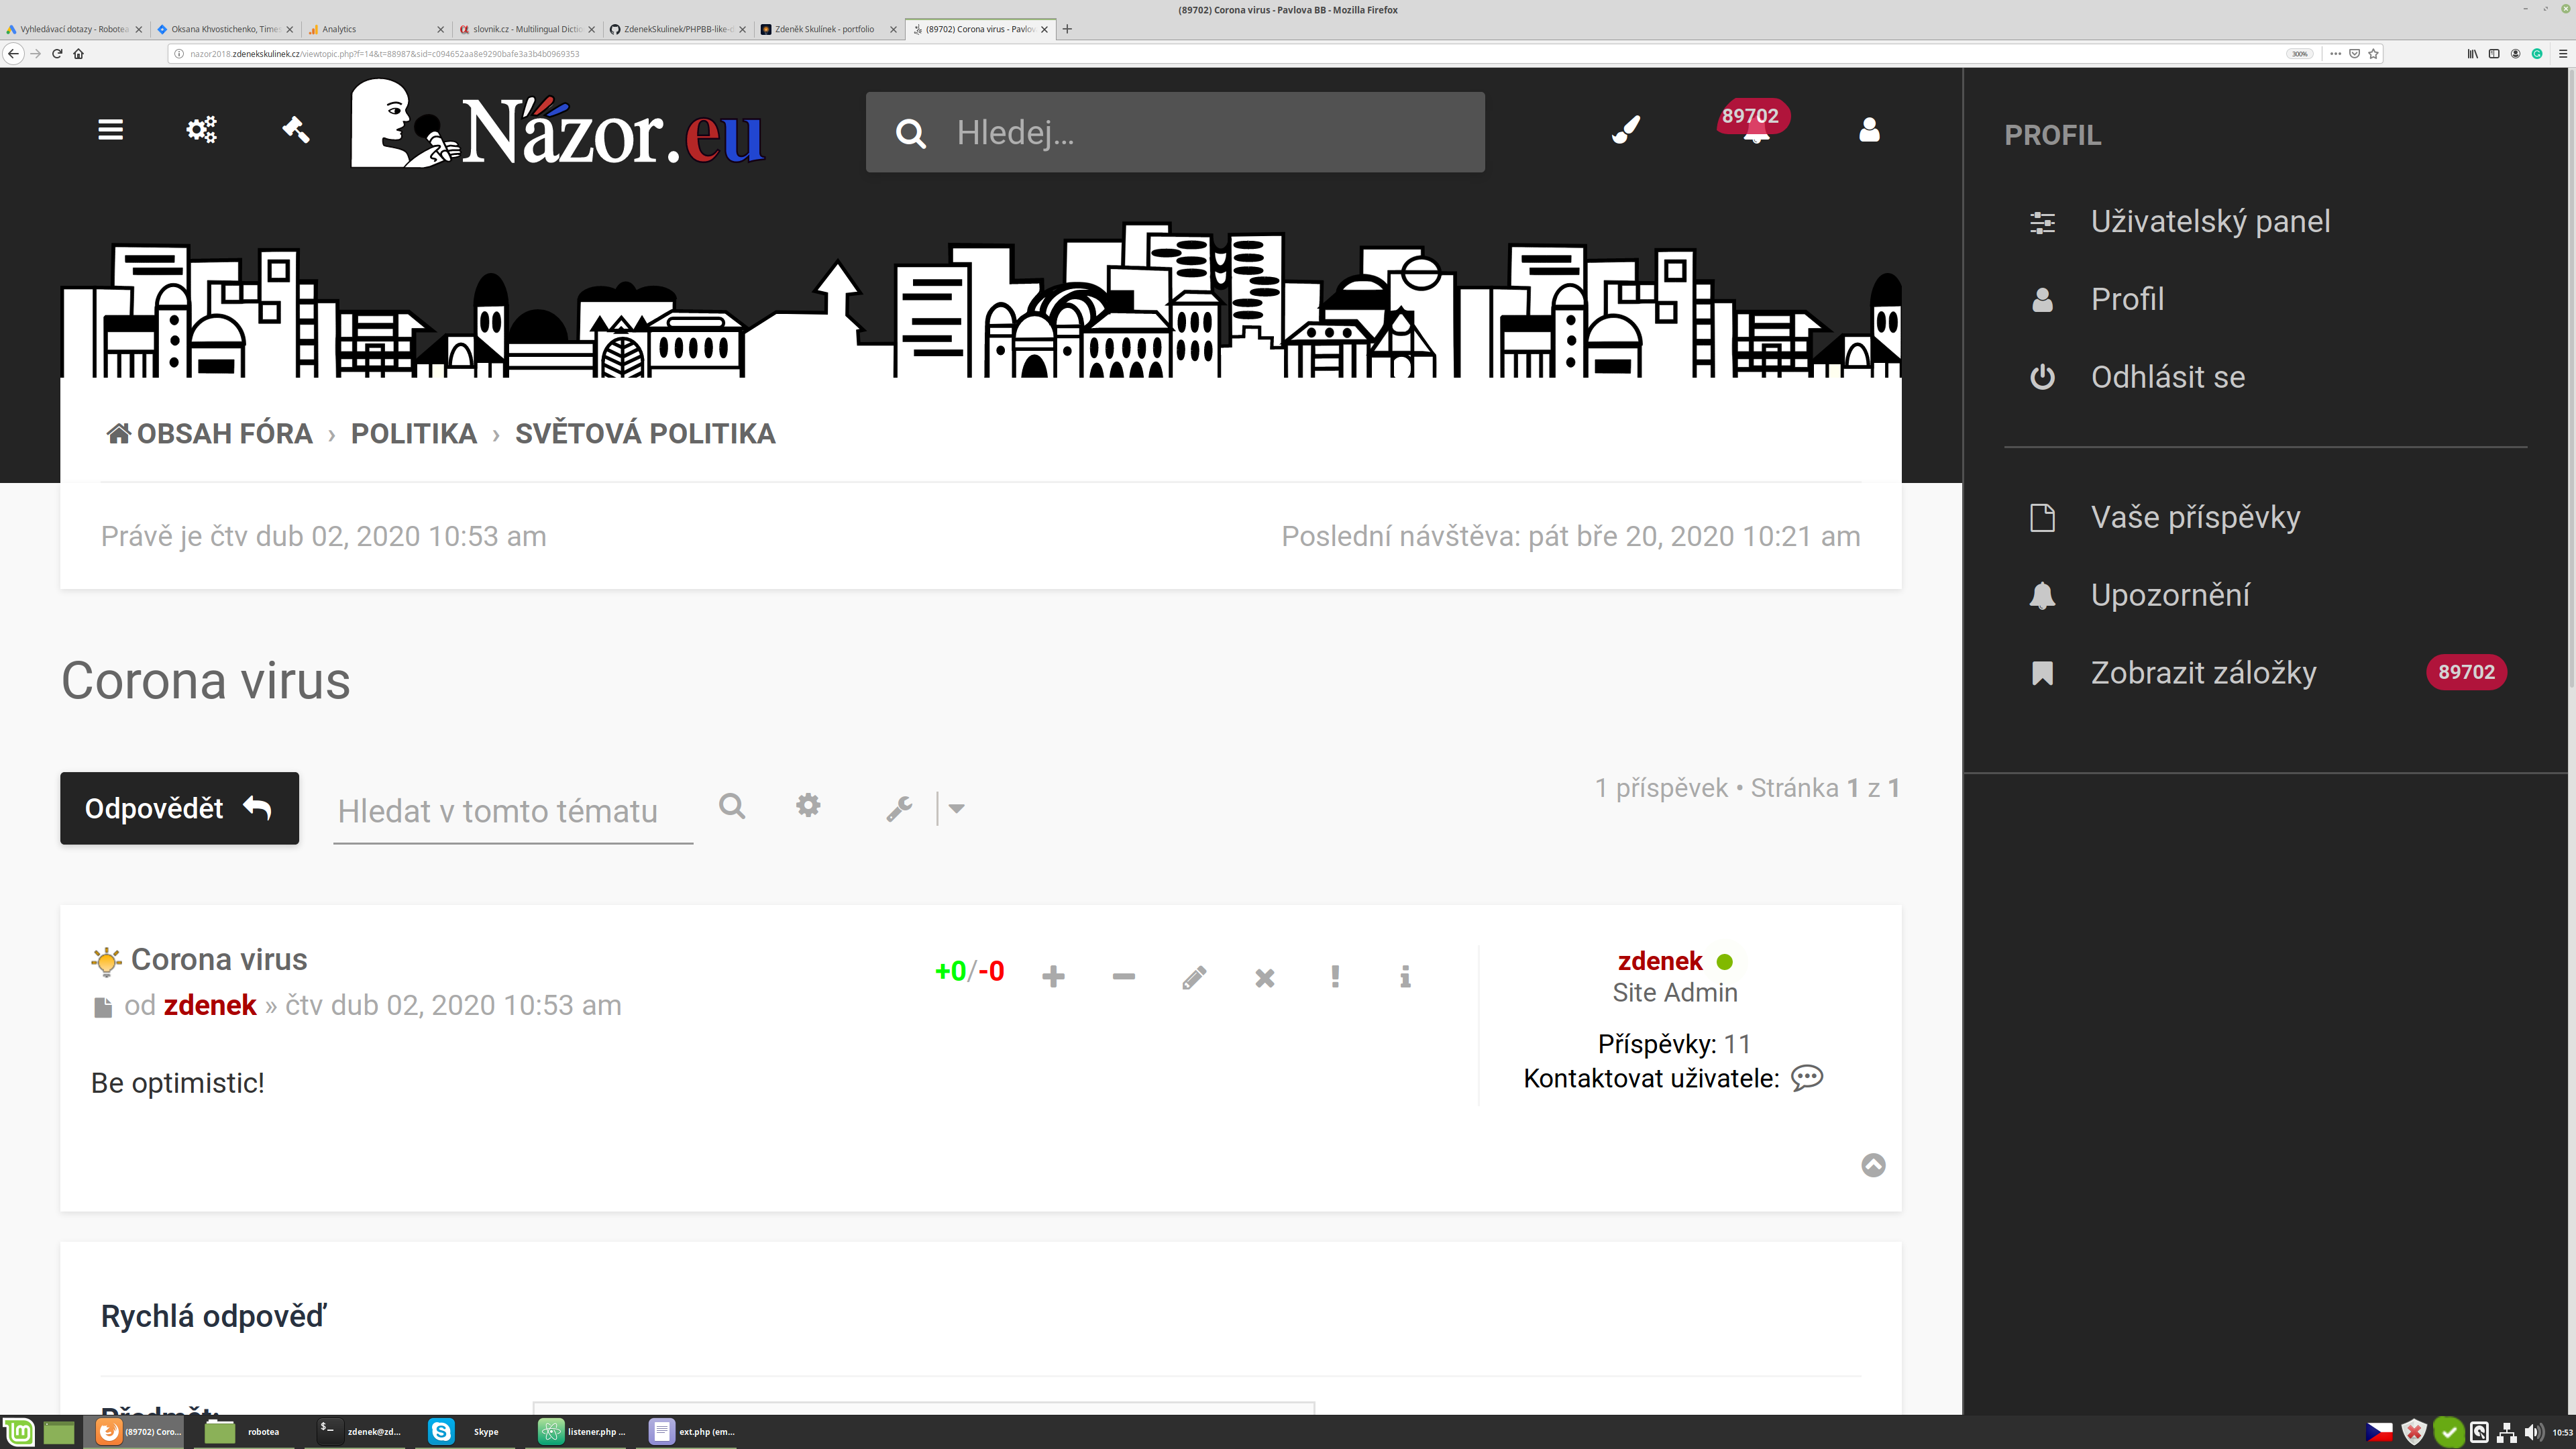 (89702) Corona virus - Pavlova BB - Mozilla Firefox
Vyhledávací dotazy - Robotea
Oksana Khvostichenko, Times
Analytics
slovnik.cz - Multilingual Dictio
ZdenekSkulinek/PHPBB-like-
Zdeněk Skulínek - portfolio
(89702) Corona virus - Pavlov
nazor2018.zdenekskulinek.cz/viewtopic.php?f=14&t=88987&sid=c094652aa8e9290bafe3a3b4b0969353
300%
Názor.eu
Hledej...
89702
PROFIL
Uživatelský panel
Profil
Odhlásit se
Vaše příspěvky
Upozornění
Zobrazit záložky 89702
OBSAH FÓRA › POLITIKA › SVĚTOVÁ POLITIKA
Právě je čtv dub 02, 2020 10:53 am
Poslední návštěva: pát bře 20, 2020 10:21 am
Corona virus
Odpovědět
Hledat v tomto tématu
1 příspěvek • Stránka 1 z 1
Corona virus
od zdenek » čtv dub 02, 2020 10:53 am
+0/-0
Be optimistic!
zdenek
Site Admin
Příspěvky: 11
Kontaktovat uživatele:
Rychlá odpověď
Předmět:
(89702) Coro...
robotea
zdenek@zd...
Skype
listener.php ...
ext.php (em...
10:53